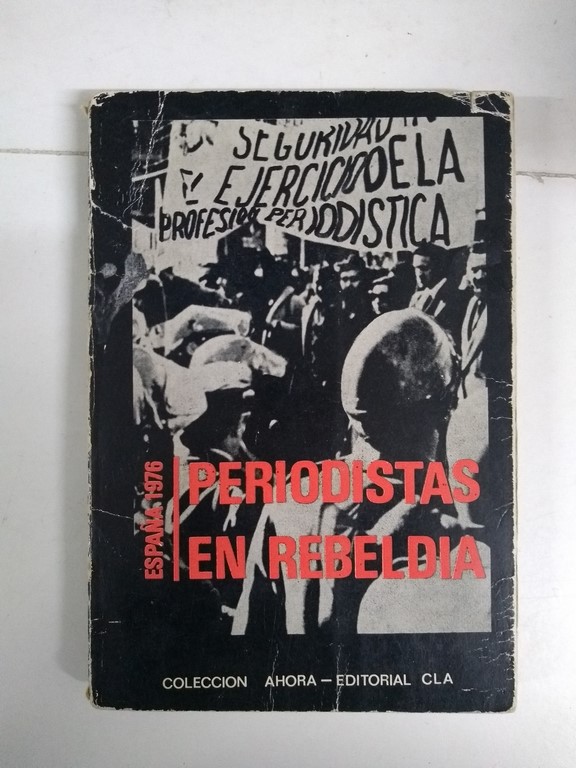 SEGURIDAD
EJERCICIO DE LA
PROFESION PERIODISTICA
ESPAÑA 1976
PERIODISTAS
EN REBELDIA
COLECCION AHORA — EDITORIAL CLA